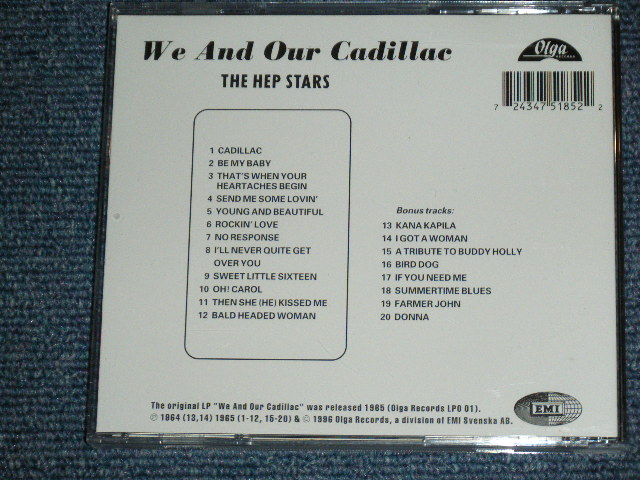 We And Our Cadillac
THE HEP STARS
Olga
RECORDS
7 24347 51852 2
1 CADILLAC
2 BE MY BABY
3 THAT'S WHEN YOUR
HEARTACHES BEGIN
4 SEND ME SOME LOVIN'
5 YOUNG AND BEAUTIFUL
6 ROCKIN' LOVE
7 NO RESPONSE
8 I'LL NEVER QUITE GET
OVER YOU
9 SWEET LITTLE SIXTEEN
10 OH! CAROL
11 THEN SHE (HE) KISSED ME
12 BALD HEADED WOMAN
Bonus tracks:
13 KANA KAPILA
14 I GOT A WOMAN
15 A TRIBUTE TO BUDDY HOLLY
16 BIRD DOG
17 IF YOU NEED ME
18 SUMMERTIME BLUES
19 FARMER JOHN
20 DONNA
The original LP "We And Our Cadillac" was released 1965 (Olga Records LPO 01).
℗ 1964 (13,14) 1965 (1-12, 15-20) & © 1996 Olga Records, a division of EMI Svenska AB.
EMI